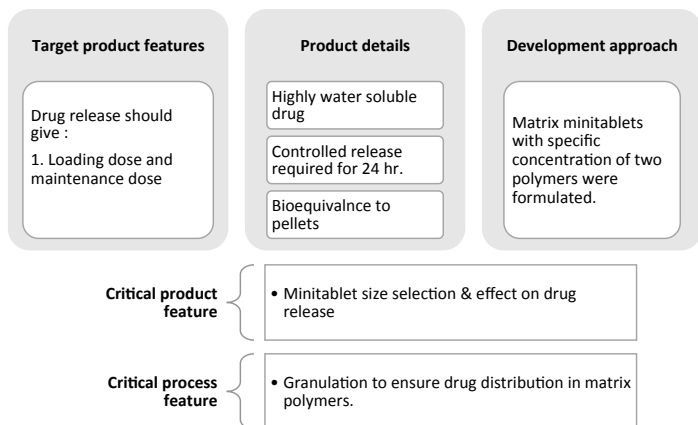 Target product features
Drug release should
give :
1. Loading dose and
maintenance dose
Product details
Highly water soluble
drug
Controlled release
required for 24 hr.
Bioequivalnce to
pellets
Development approach
Matrix minitablets
with specific
concentration of two
polymers were
formulated.
Critical product
feature
• Minitablet size selection & effect on drug
release
Critical process
feature
• Granulation to ensure drug distribution in matrix
polymers.